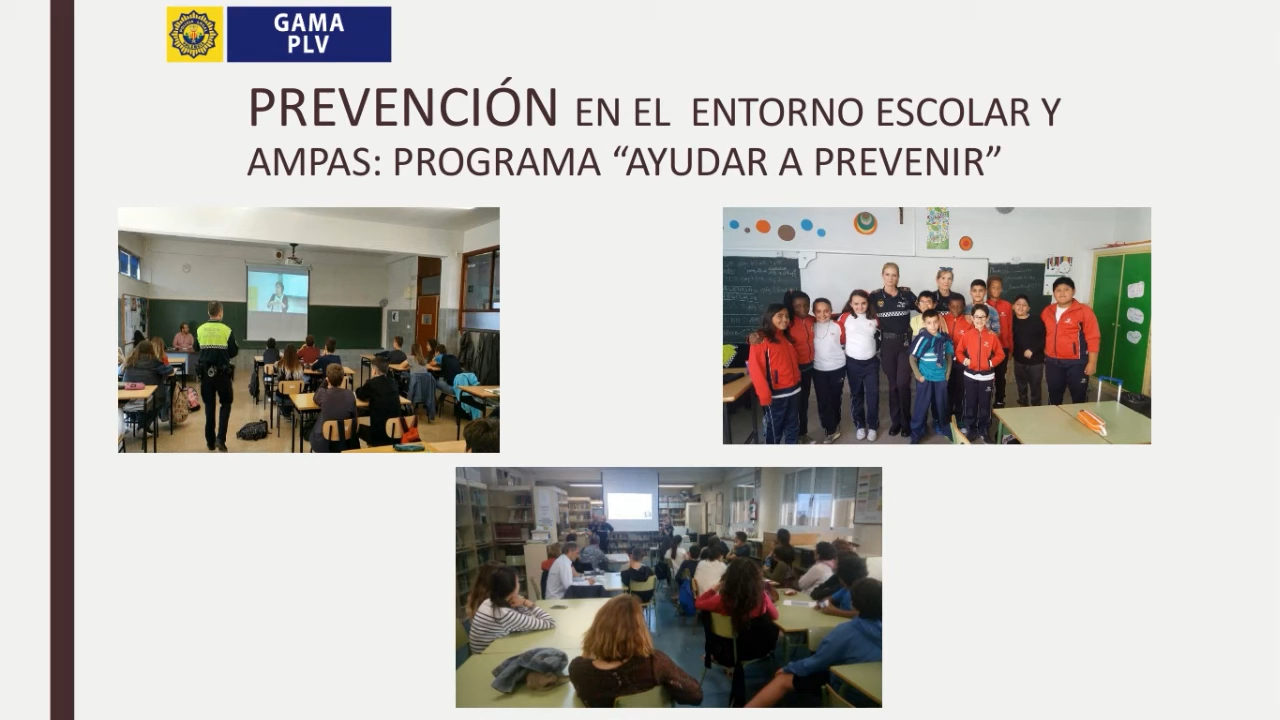 GAMA
PLV
PREVENCIÓN EN EL ENTORNO ESCOLAR Y
AMPAS: PROGRAMA “AYUDAR A PREVENIR”